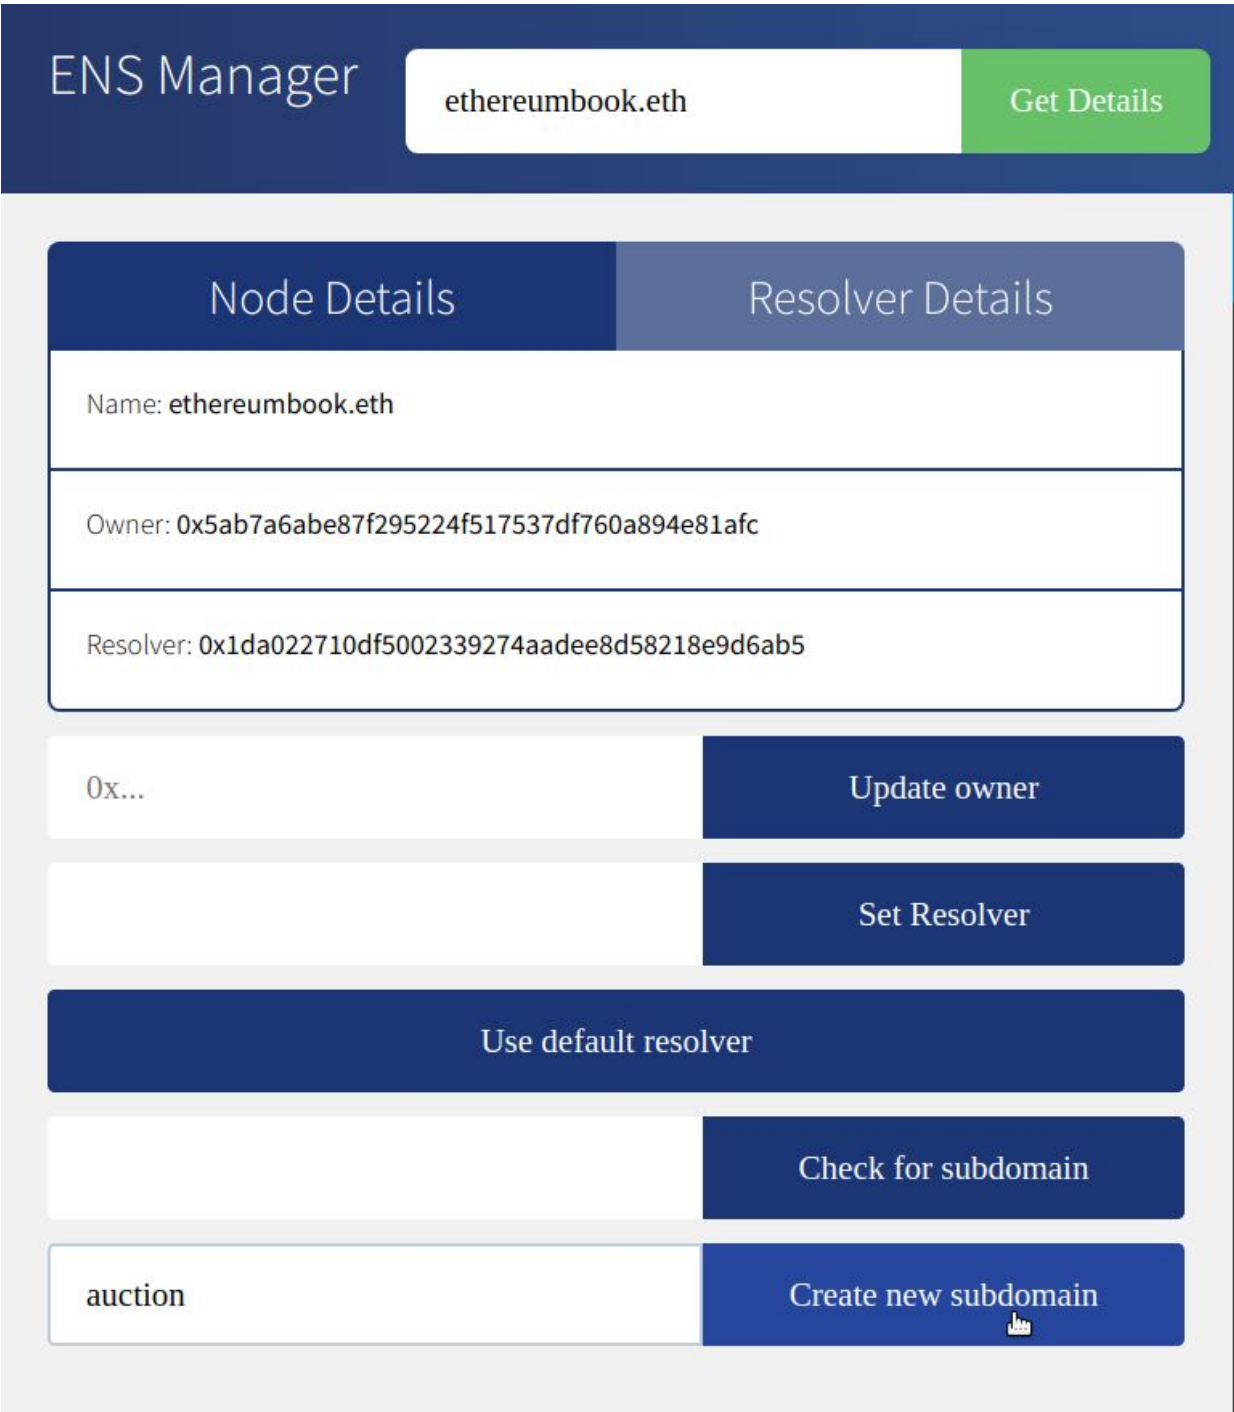 ENS Manager
ethereumbook.eth
Get Details
Node Details
Resolver Details
Name: ethereumbook.eth
Owner: 0x5ab7a6abe87f295224f517537df760a894e81afc
Resolver: 0x1da022710df5002339274aadee8d58218e9d6ab5
0x...
Update owner
Set Resolver
Use default resolver
Check for subdomain
auction
Create new subdomain